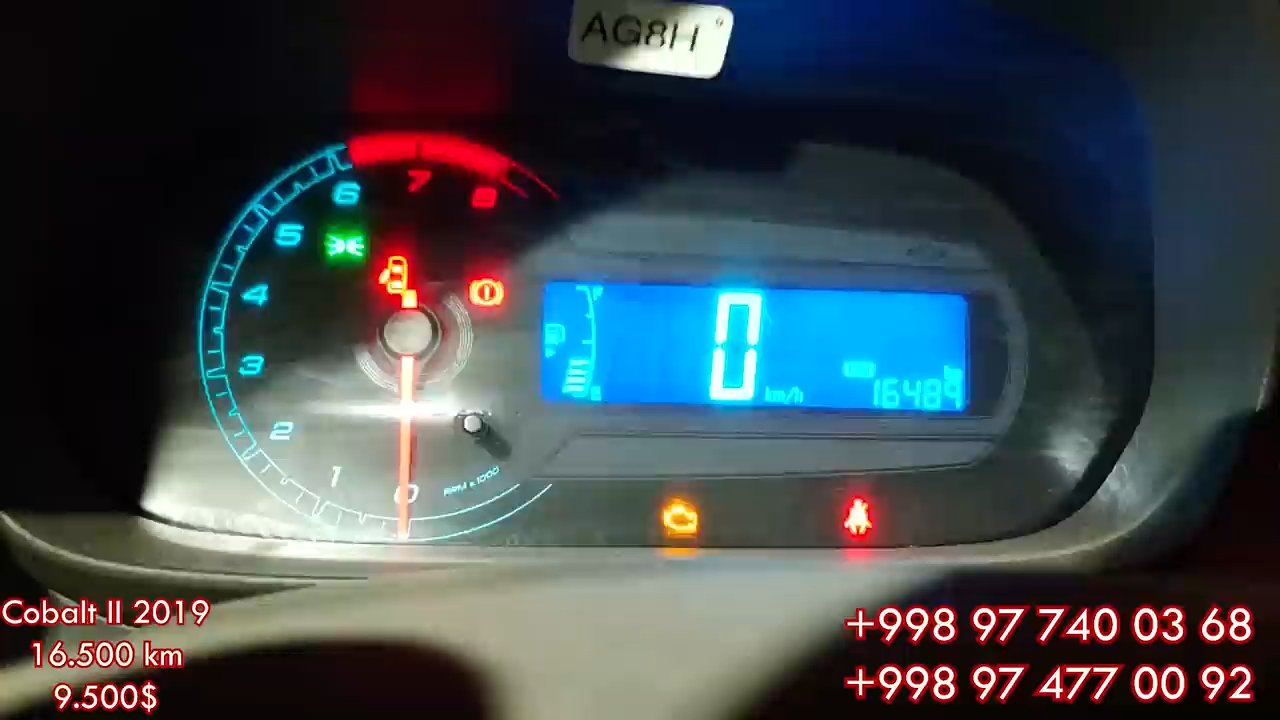 AG8H
6
7
8
5
4
3
2
1
0
RPM x 1000
0
km/h
16489
Cobalt II 2019
16.500 km
9.500$
+998 97 740 03 68
+998 97 477 00 92